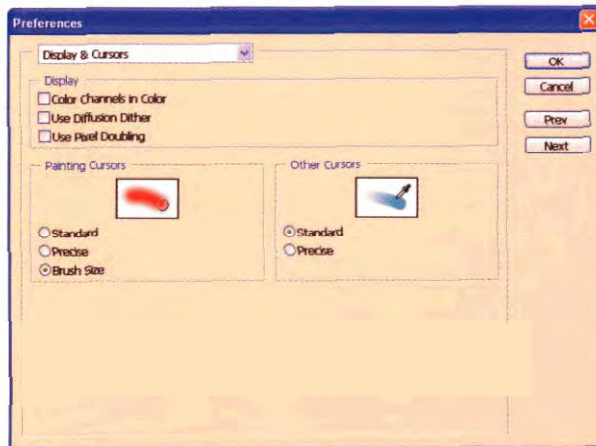 Preferences
Display & Cursors
OK
Cancel
Prev
Next
Display
Color Channels in Color
Use Diffusion Dither
Use Pixel Doubling
Painting Cursors
Standard
Precise
Brush Size
Other Cursors
Standard
Precise